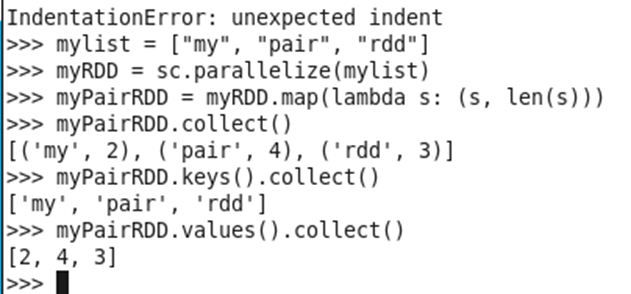 IndentationError: unexpected indent
>>> mylist = ["my", "pair", "rdd"]
>>> myRDD = sc.parallelize(mylist)
>>> myPairRDD = myRDD.map(lambda s: (s, len(s)))
>>> myPairRDD.collect()
[('my', 2), ('pair', 4), ('rdd', 3)]
>>> myPairRDD.keys().collect()
['my', 'pair', 'rdd']
>>> myPairRDD.values().collect()
[2, 4, 3]
>>>